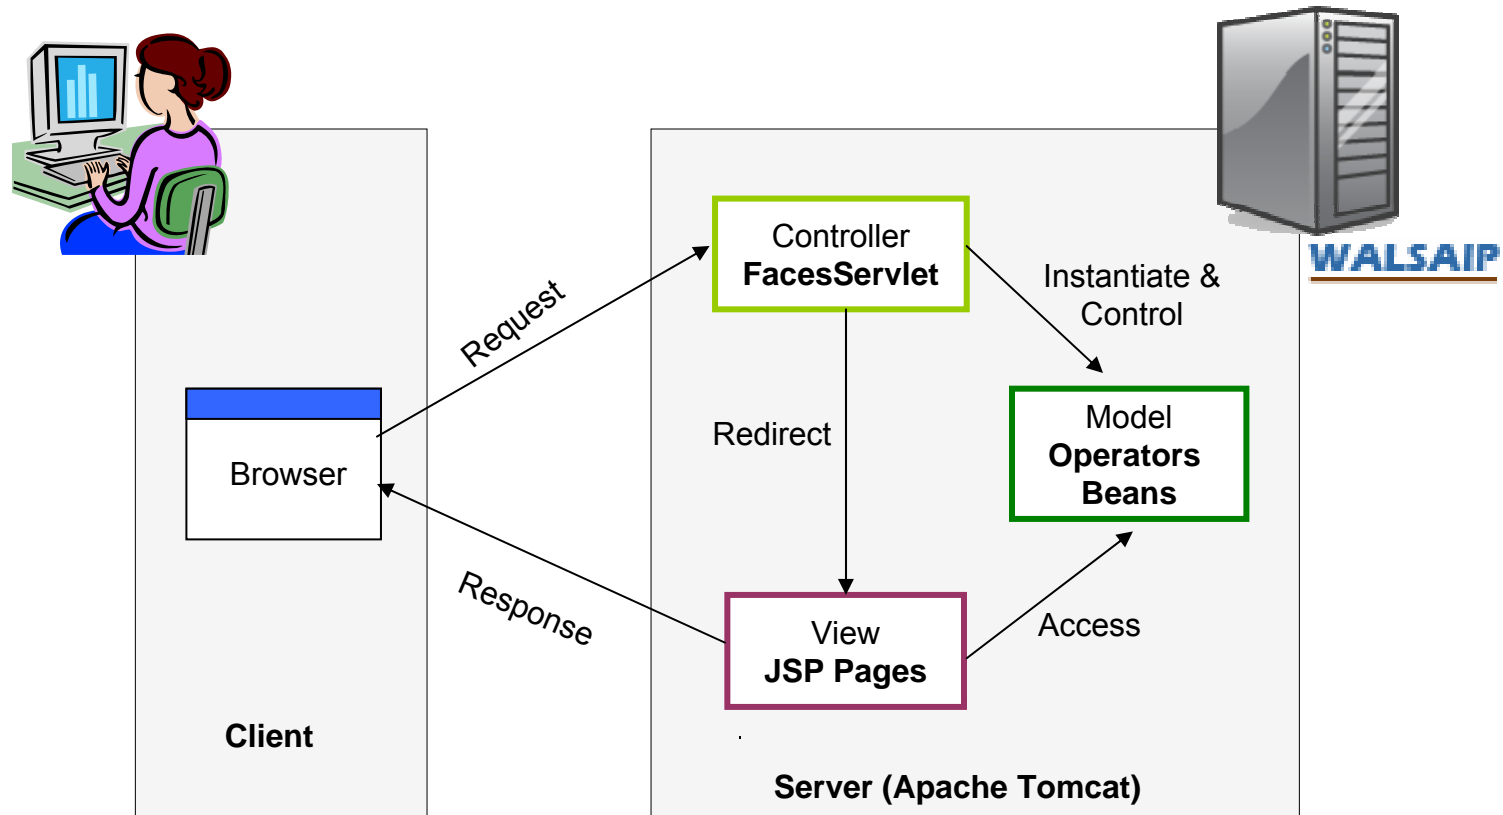 WALSAIP
Controller
FacesServlet
Instantiate &
Control
Request
Browser
Redirect
Model
Operators
Beans
Response
View
JSP Pages
Access
Client
Server (Apache Tomcat)